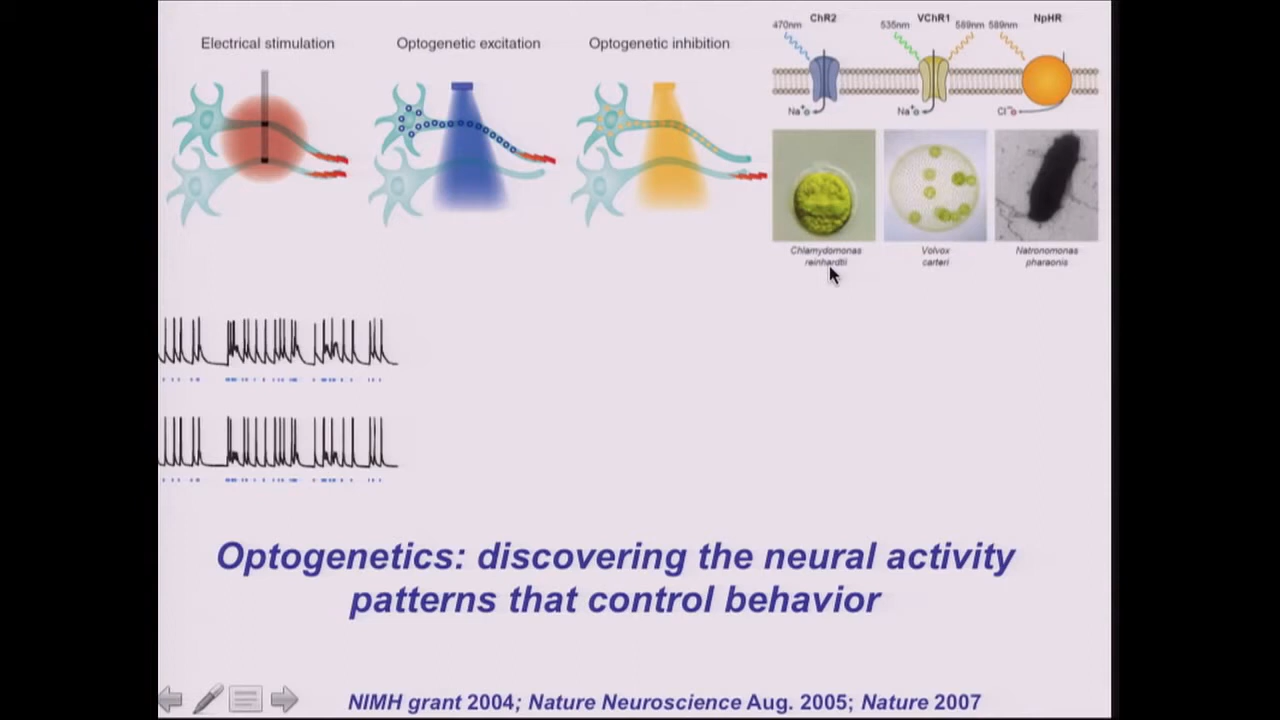 Electrical stimulation
Optogenetic excitation
Optogenetic inhibition
ChR2
VChR1
NpHR
470nm
535nm
589nm
589nm
Na+
Na+
Cl-
Chlamydomonas
reinhardtii
Volvox
carteri
Natronomonas
pharaonis
Optogenetics: discovering the neural activity
patterns that control behavior
NIMH grant 2004; Nature Neuroscience Aug. 2005; Nature 2007